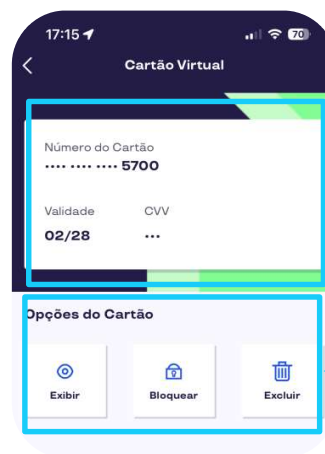 17:15 70
Cartão Virtual
Número do Cartão
.... .... .... 5700
Validade CVV
02/28 ...
Opções do Cartão
Exibir Bloquear Excluir